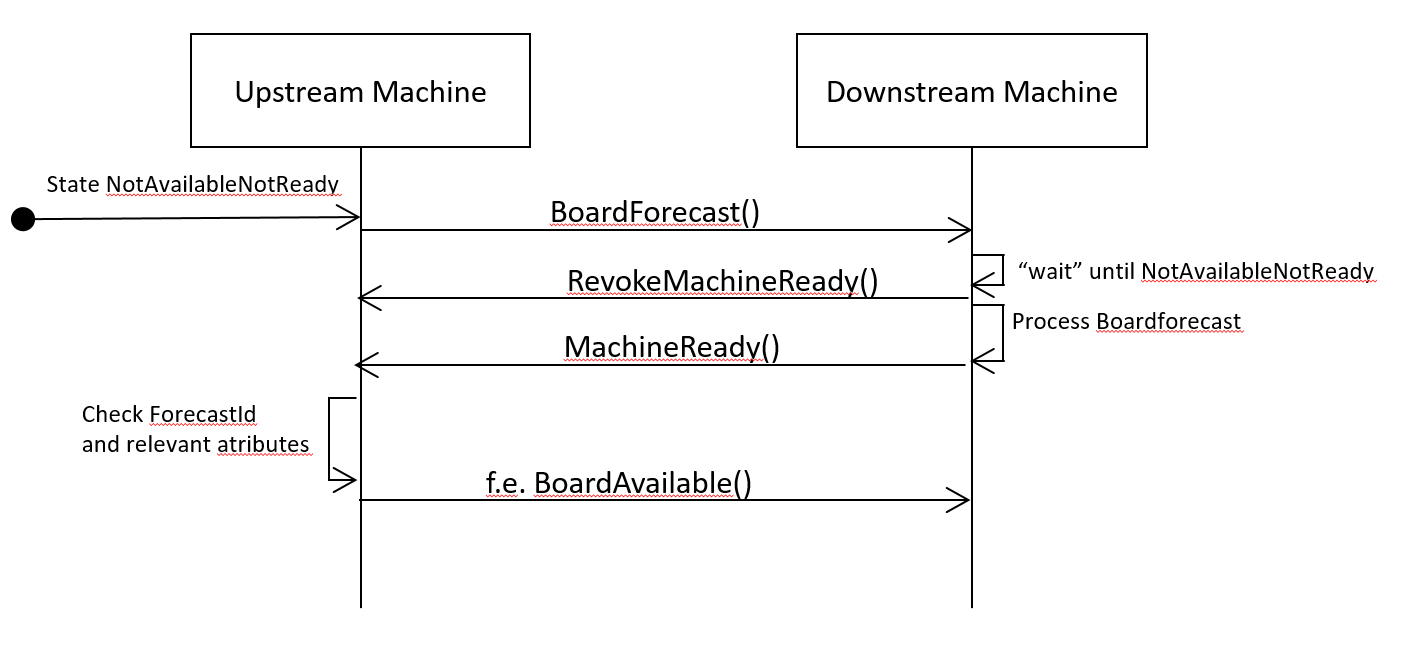 Upstream Machine
Downstream Machine
State NotAvailableNotReady
BoardForecast()
“wait” until NotAvailableNotReady
RevokeMachineReady()
Process Boardforecast
MachineReady()
Check ForecastId
and relevant atributes
f.e. BoardAvailable()